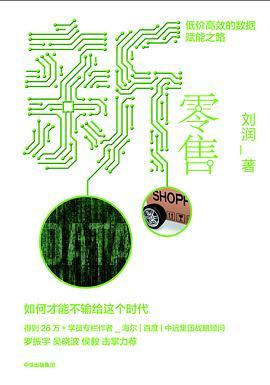 低价高效的数据
赋能之路
新
零售
刘润—著
DATA
SHOPP
如何才能不输给这个时代
得到26万+学员专栏作者_海尔|百度|中远集团战略顾问
罗振宇 吴晓波 侯毅 击掌力荐
中信出版集团